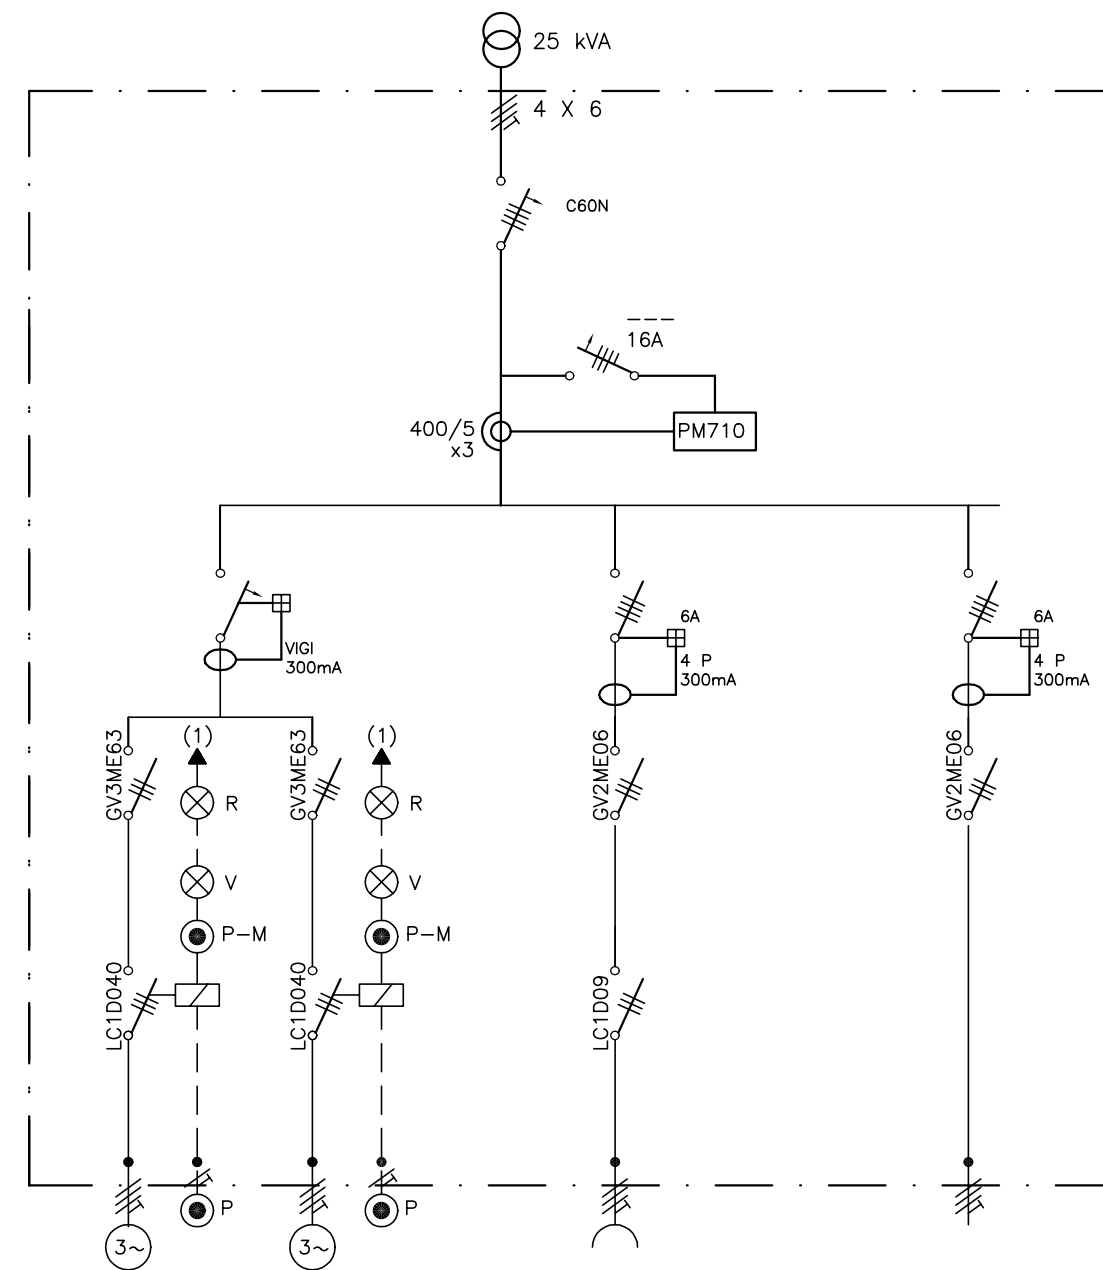 25 kVA
4 X 6
C60N
16A
400/5
x3
PM710
VIGI
300mA
6A
4 P
300mA
6A
4 P
300mA
GV3ME63
(1)
GV3ME63
(1)
GV2ME06
GV2ME06
R
R
V
V
P-M
P-M
LC1D040
LC1D040
LC1D09
P
P
3~
3~